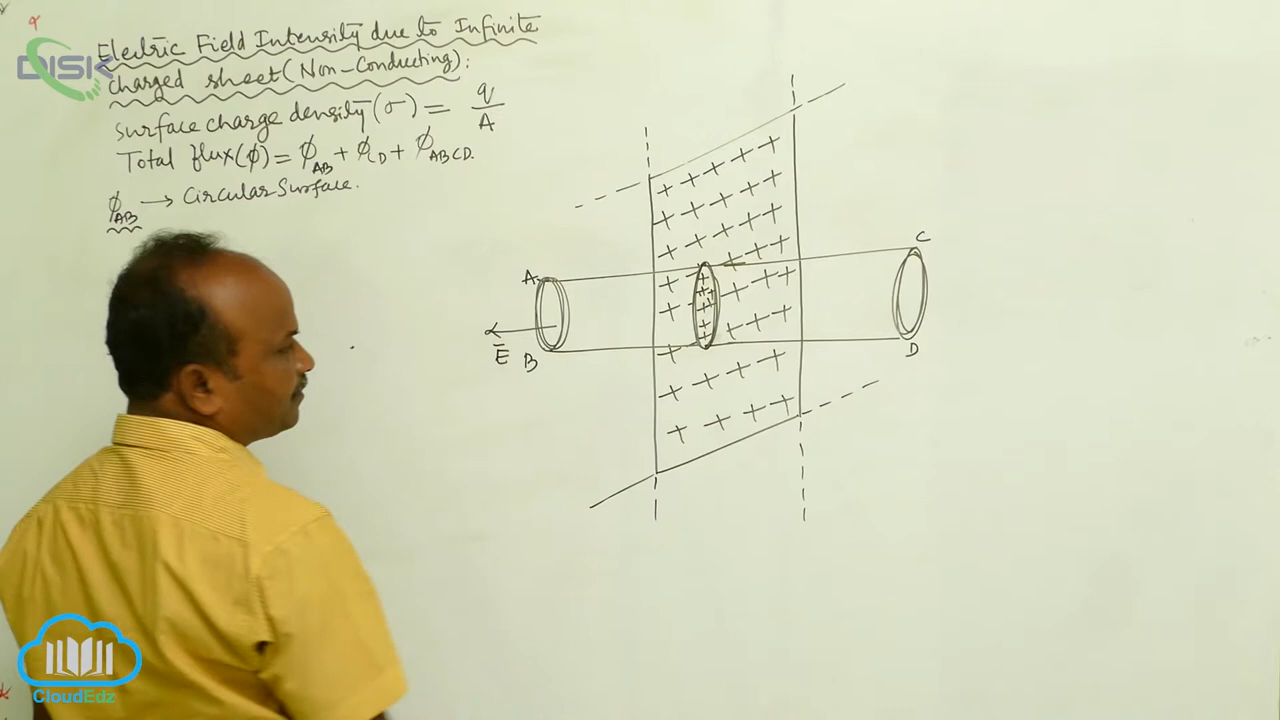 Electric Field Intensity due to Infinite
charged sheet (Non-Conducting):
DISK
Surface charge density (σ) = q/A
Total flux (ϕ) = ϕAB + ϕCD + ϕABCD.
ϕAB → Circular Surface.
A
B
E
C
D
CloudEdz